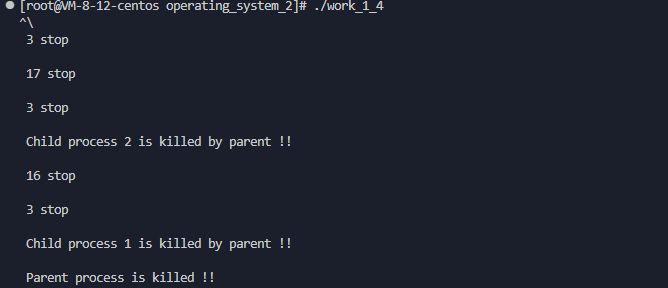 [root@VM-8-12-centos operating_system_2]# ./work_1_4
^\
3 stop
17 stop
3 stop
Child process 2 is killed by parent !!
16 stop
3 stop
Child process 1 is killed by parent !!
Parent process is killed !!